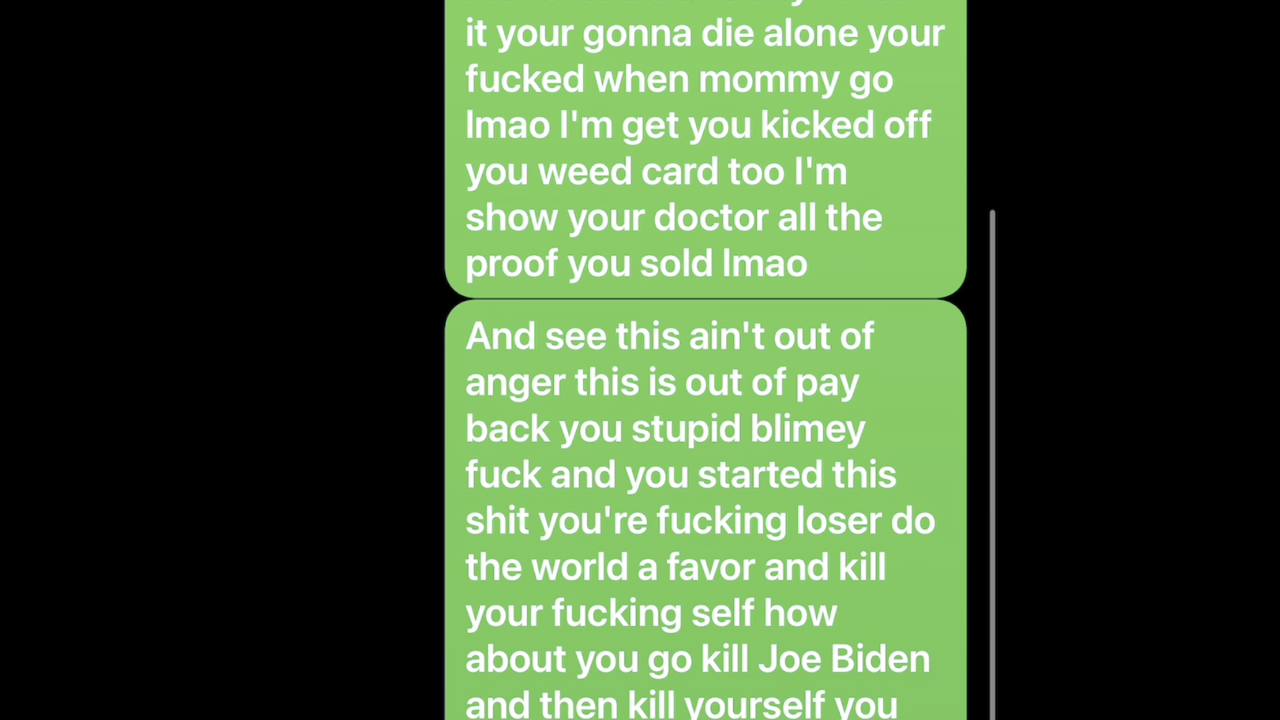 it your gonna die alone your
fucked when mommy go
lmao I'm get you kicked off
you weed card too I'm
show your doctor all the
proof you sold lmao
And see this ain't out of
anger this is out of pay
back you stupid blimey
fuck and you started this
shit you're fucking loser do
the world a favor and kill
your fucking self how
about you go kill Joe Biden
and then kill yourself you